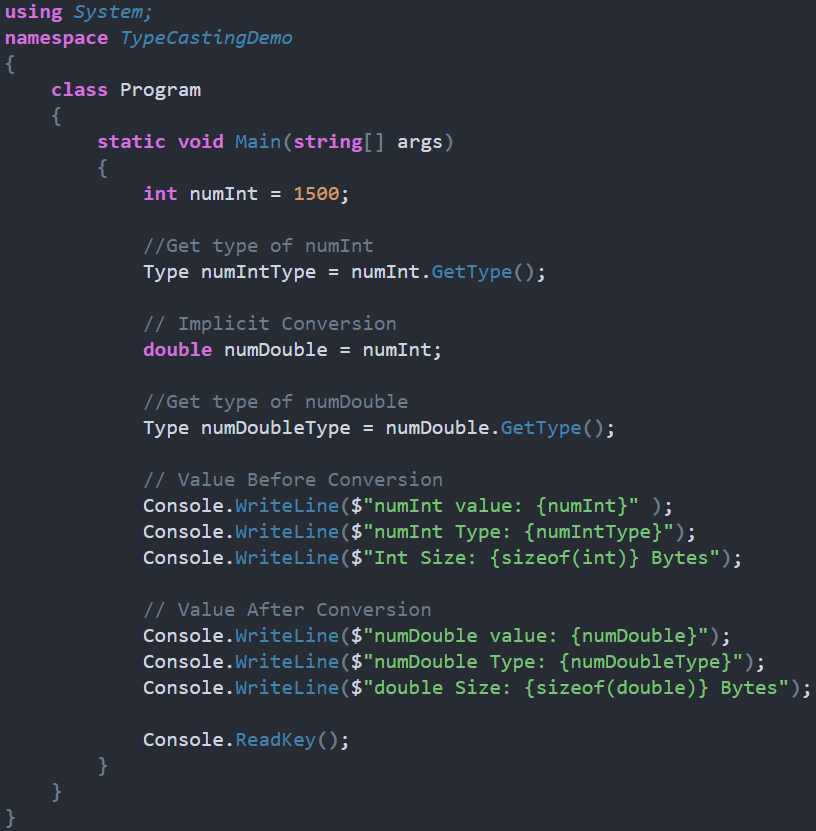 using System;
namespace TypeCastingDemo
{
    class Program
    {
        static void Main(string[] args)
        {
            int numInt = 1500;

            //Get type of numInt
            Type numIntType = numInt.GetType();

            // Implicit Conversion
            double numDouble = numInt;

            //Get type of numDouble
            Type numDoubleType = numDouble.GetType();

            // Value Before Conversion
            Console.WriteLine($"numInt value: {numInt}" );
            Console.WriteLine($"numInt Type: {numIntType}");
            Console.WriteLine($"Int Size: {sizeof(int)} Bytes");

            // Value After Conversion
            Console.WriteLine($"numDouble value: {numDouble}");
            Console.WriteLine($"numDouble Type: {numDoubleType}");
            Console.WriteLine($"double Size: {sizeof(double)} Bytes");

            Console.ReadKey();
        }
    }
}